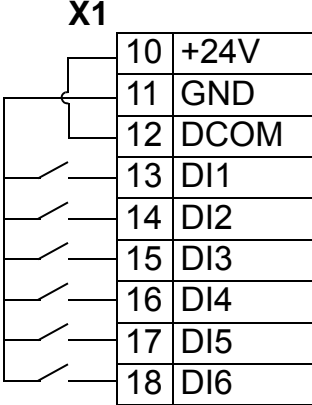 X1
10 +24V
11 GND
12 DCOM
13 DI1
14 DI2
15 DI3
16 DI4
17 DI5
18 DI6